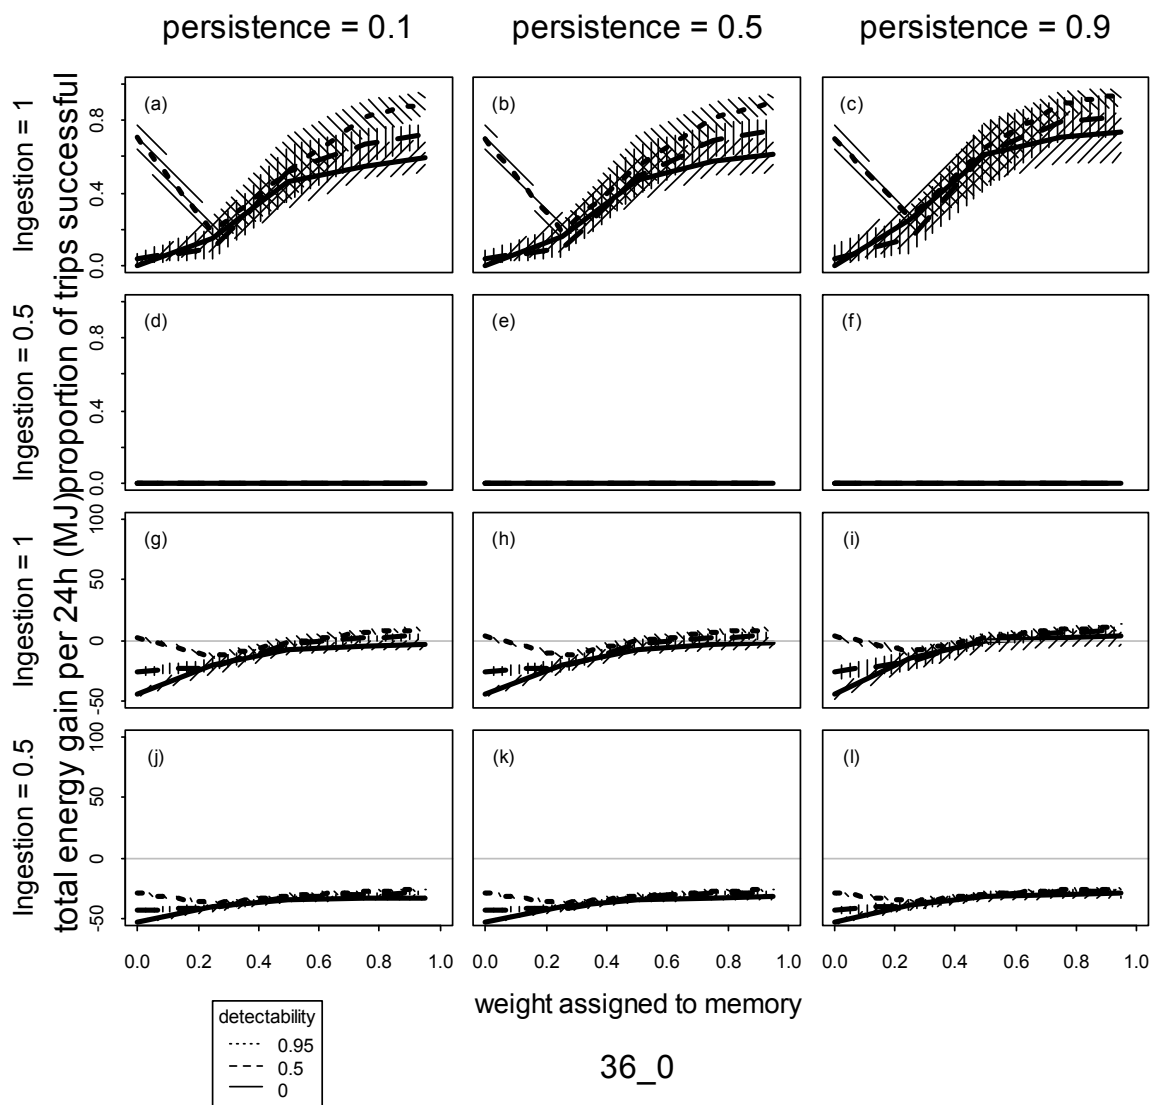 persistence = 0.1 persistence = 0.5 persistence = 0.9
Ingestion = 1
Ingestion = 0.5
Ingestion = 1
Ingestion = 0.5
proportion of trips successful
total energy gain per 24h (MJ)
(a) (b) (c)
0.8
0.4
0.0
(d) (e) (f)
0.8
0.4
0.0
(g) (h) (i)
100
50
0
-50
(j) (k) (l)
100
50
0
-50
0.0 0.2 0.4 0.6 0.8 1.0 0.0 0.2 0.4 0.6 0.8 1.0 0.0 0.2 0.4 0.6 0.8 1.0
weight assigned to memory
detectability
0.95
0.5
0
36_0